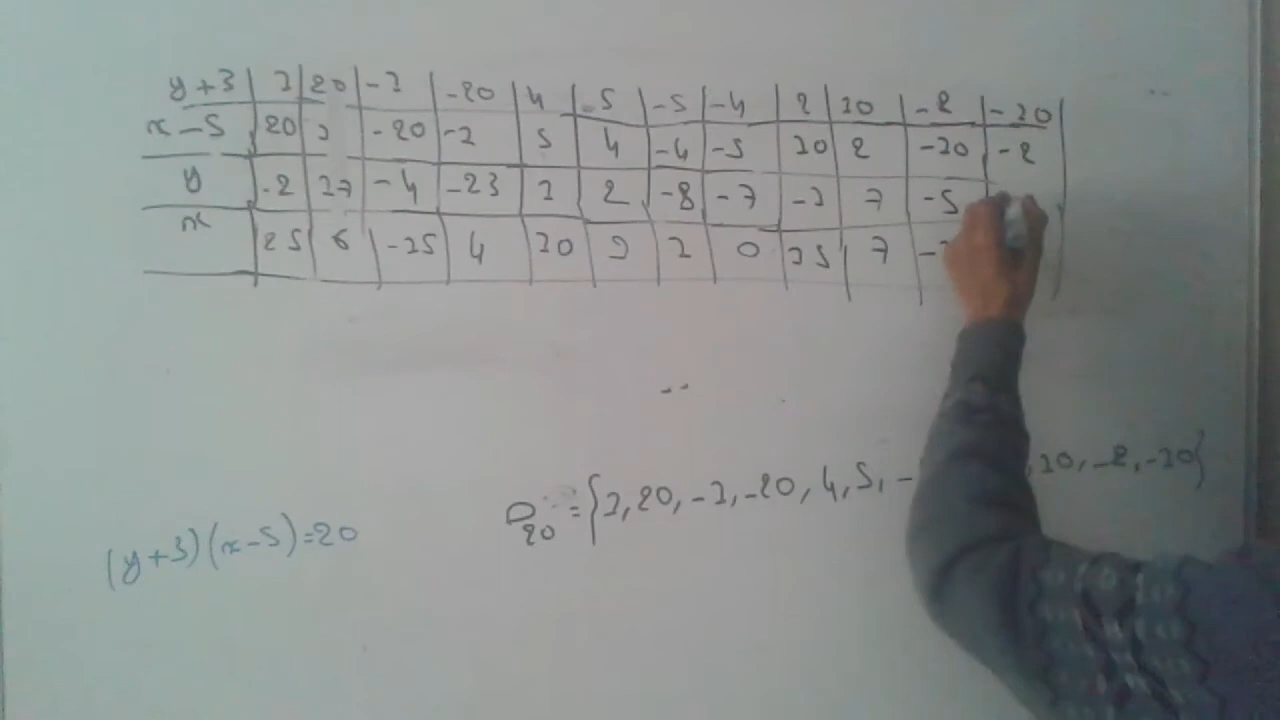 y+3 1 20 -1 -20 4 5 -5 -4 2 10 -2 -10
x-5 20 1 -20 -1 5 4 -4 -5 10 2 -10 -2
y -2 17 -4 -23 1 2 -8 -7 -1 7 -5
x 25 6 -15 4 10 9 1 0 15 7 -
D20 = {1, 20, -1, -20, 4, 5, - , 10, -2, -10}
(y+3)(x-5)=20